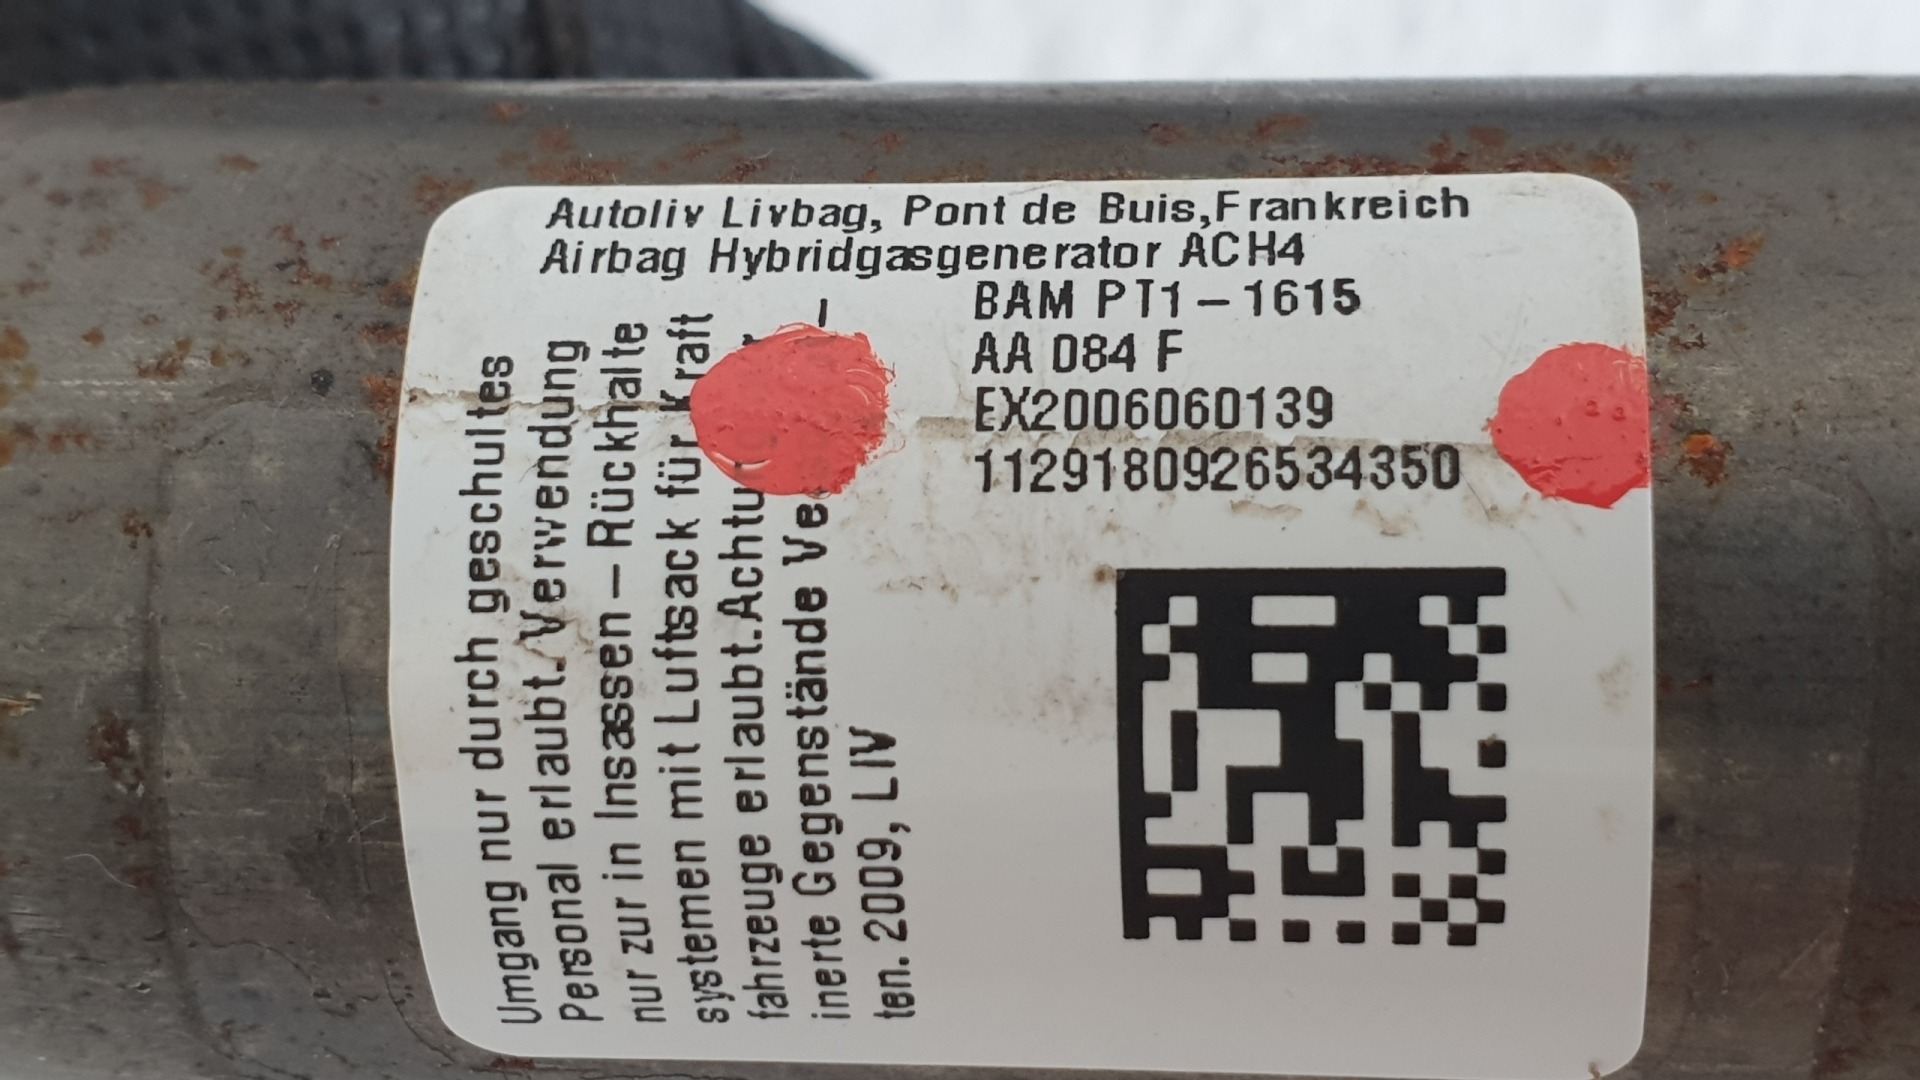 Autoliv Livbag, Pont de Buis,Frankreich
Airbag Hybridgasgenerator ACH4
BAM PT1-1615
AA 084 F
EX2006060139
1129180926534350
Umgang nur durch geschultes
Personal erlaubt. Verwendung
nur zur in Insassen-Rückhalte
systemen mit Luftsack für Kraft
fahrzeuge erlaubt.
inerte Gegenstände
ten. 2009, LIV